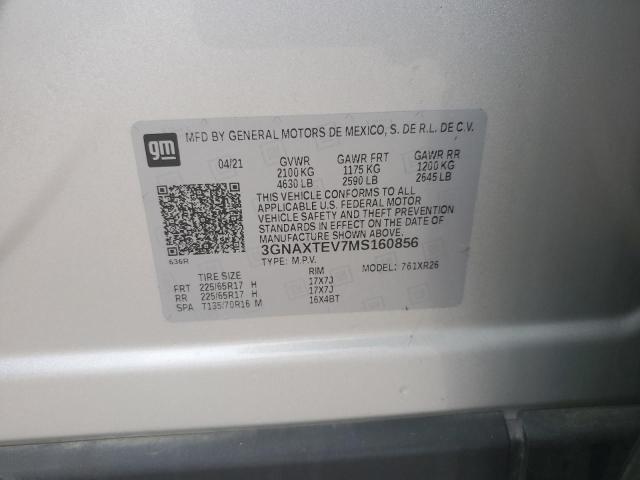 gm MFD BY GENERAL MOTORS DE MEXICO, S. DE R.L. DE C.V.
04/21 GVWR GAWR FRT GAWR RR
2100 KG 1175 KG 1200 KG
4630 LB 2590 LB 2645 LB
THIS VEHICLE CONFORMS TO ALL
APPLICABLE U.S. FEDERAL MOTOR
VEHICLE SAFETY AND THEFT PREVENTION
STANDARDS IN EFFECT ON THE DATE OF
MANUFACTURE SHOWN ABOVE.
3GNAXTEV7MS160856
636R TYPE: M.P.V. MODEL: 761XR26
TIRE SIZE RIM
FRT 225/65R17 H 17X7J
RR 225/65R17 H 17X7J
SPA T135/70R16 M 16X4BT